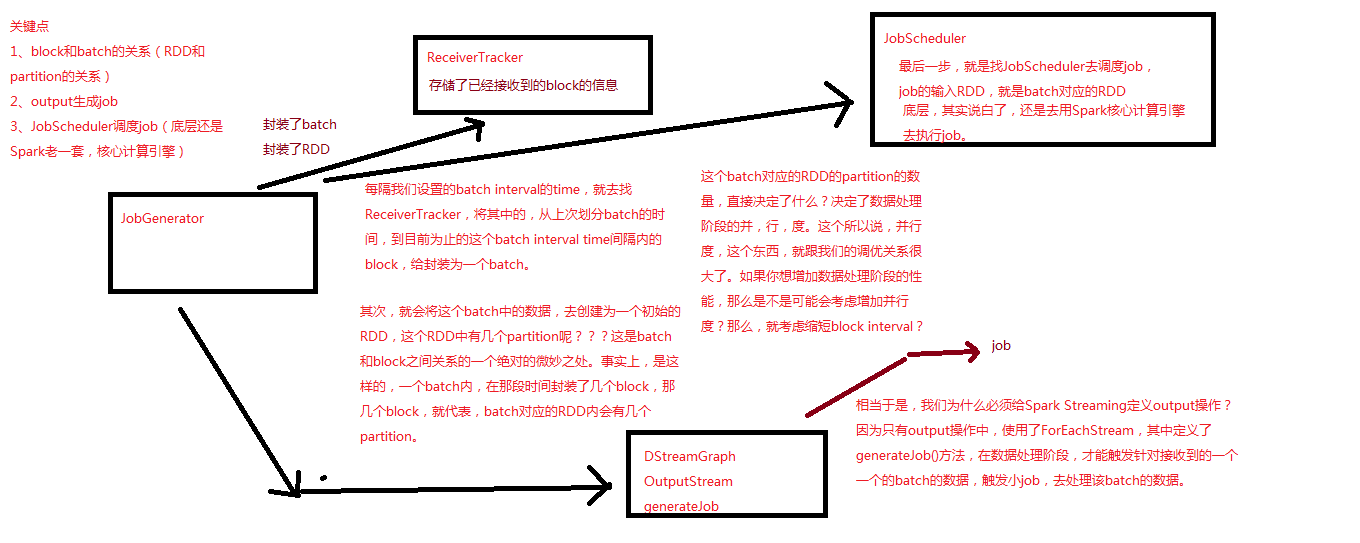 关键点
1、block和batch的关系（RDD和
partition的关系）
2、output生成job
3、JobScheduler调度job（底层还是
Spark老一套，核心计算引擎）
封装了batch
封装了RDD
ReceiverTracker
存储了已经接收到的block的信息
JobScheduler
最后一步，就是找JobScheduler去调度job，
job的输入RDD，就是batch对应的RDD
底层，其实说白了，还是去用Spark核心计算引擎
去执行job。
JobGenerator
每隔我们设置的batch interval的time，就去找
ReceiverTracker，将其中的，从上次划分batch的时
间，到目前为止的这个batch interval time间隔内的
block，给封装为一个batch。
其次，就会将这个batch中的数据，去创建为一个初始的
RDD，这个RDD中有几个partition呢？？？这是batch
和block之间关系的一个绝对的微妙之处。事实上，是这
样的，一个batch内，在那段时间封装了几个block，那
几个block，就代表，batch对应的RDD内会有几个
partition。
这个batch对应的RDD的partition的数
量，直接决定了什么？决定了数据处理
阶段的并，行，度。这个所以说，并行
度，这个东西，就跟我们的调优关系很
大了。如果你想增加数据处理阶段的性
能，那么是不是可能会考虑增加并行
度？那么，就考虑缩短block interval？
job
DStreamGraph
OutputStream
generateJob
相当于是，我们为什么必须给Spark Streaming定义output操作？
因为只有output操作中，使用了ForEachStream，其中定义了
generateJob()方法，在数据处理阶段，才能触发针对接收到的一个
一个的batch的数据，触发小job，去处理该batch的数据。